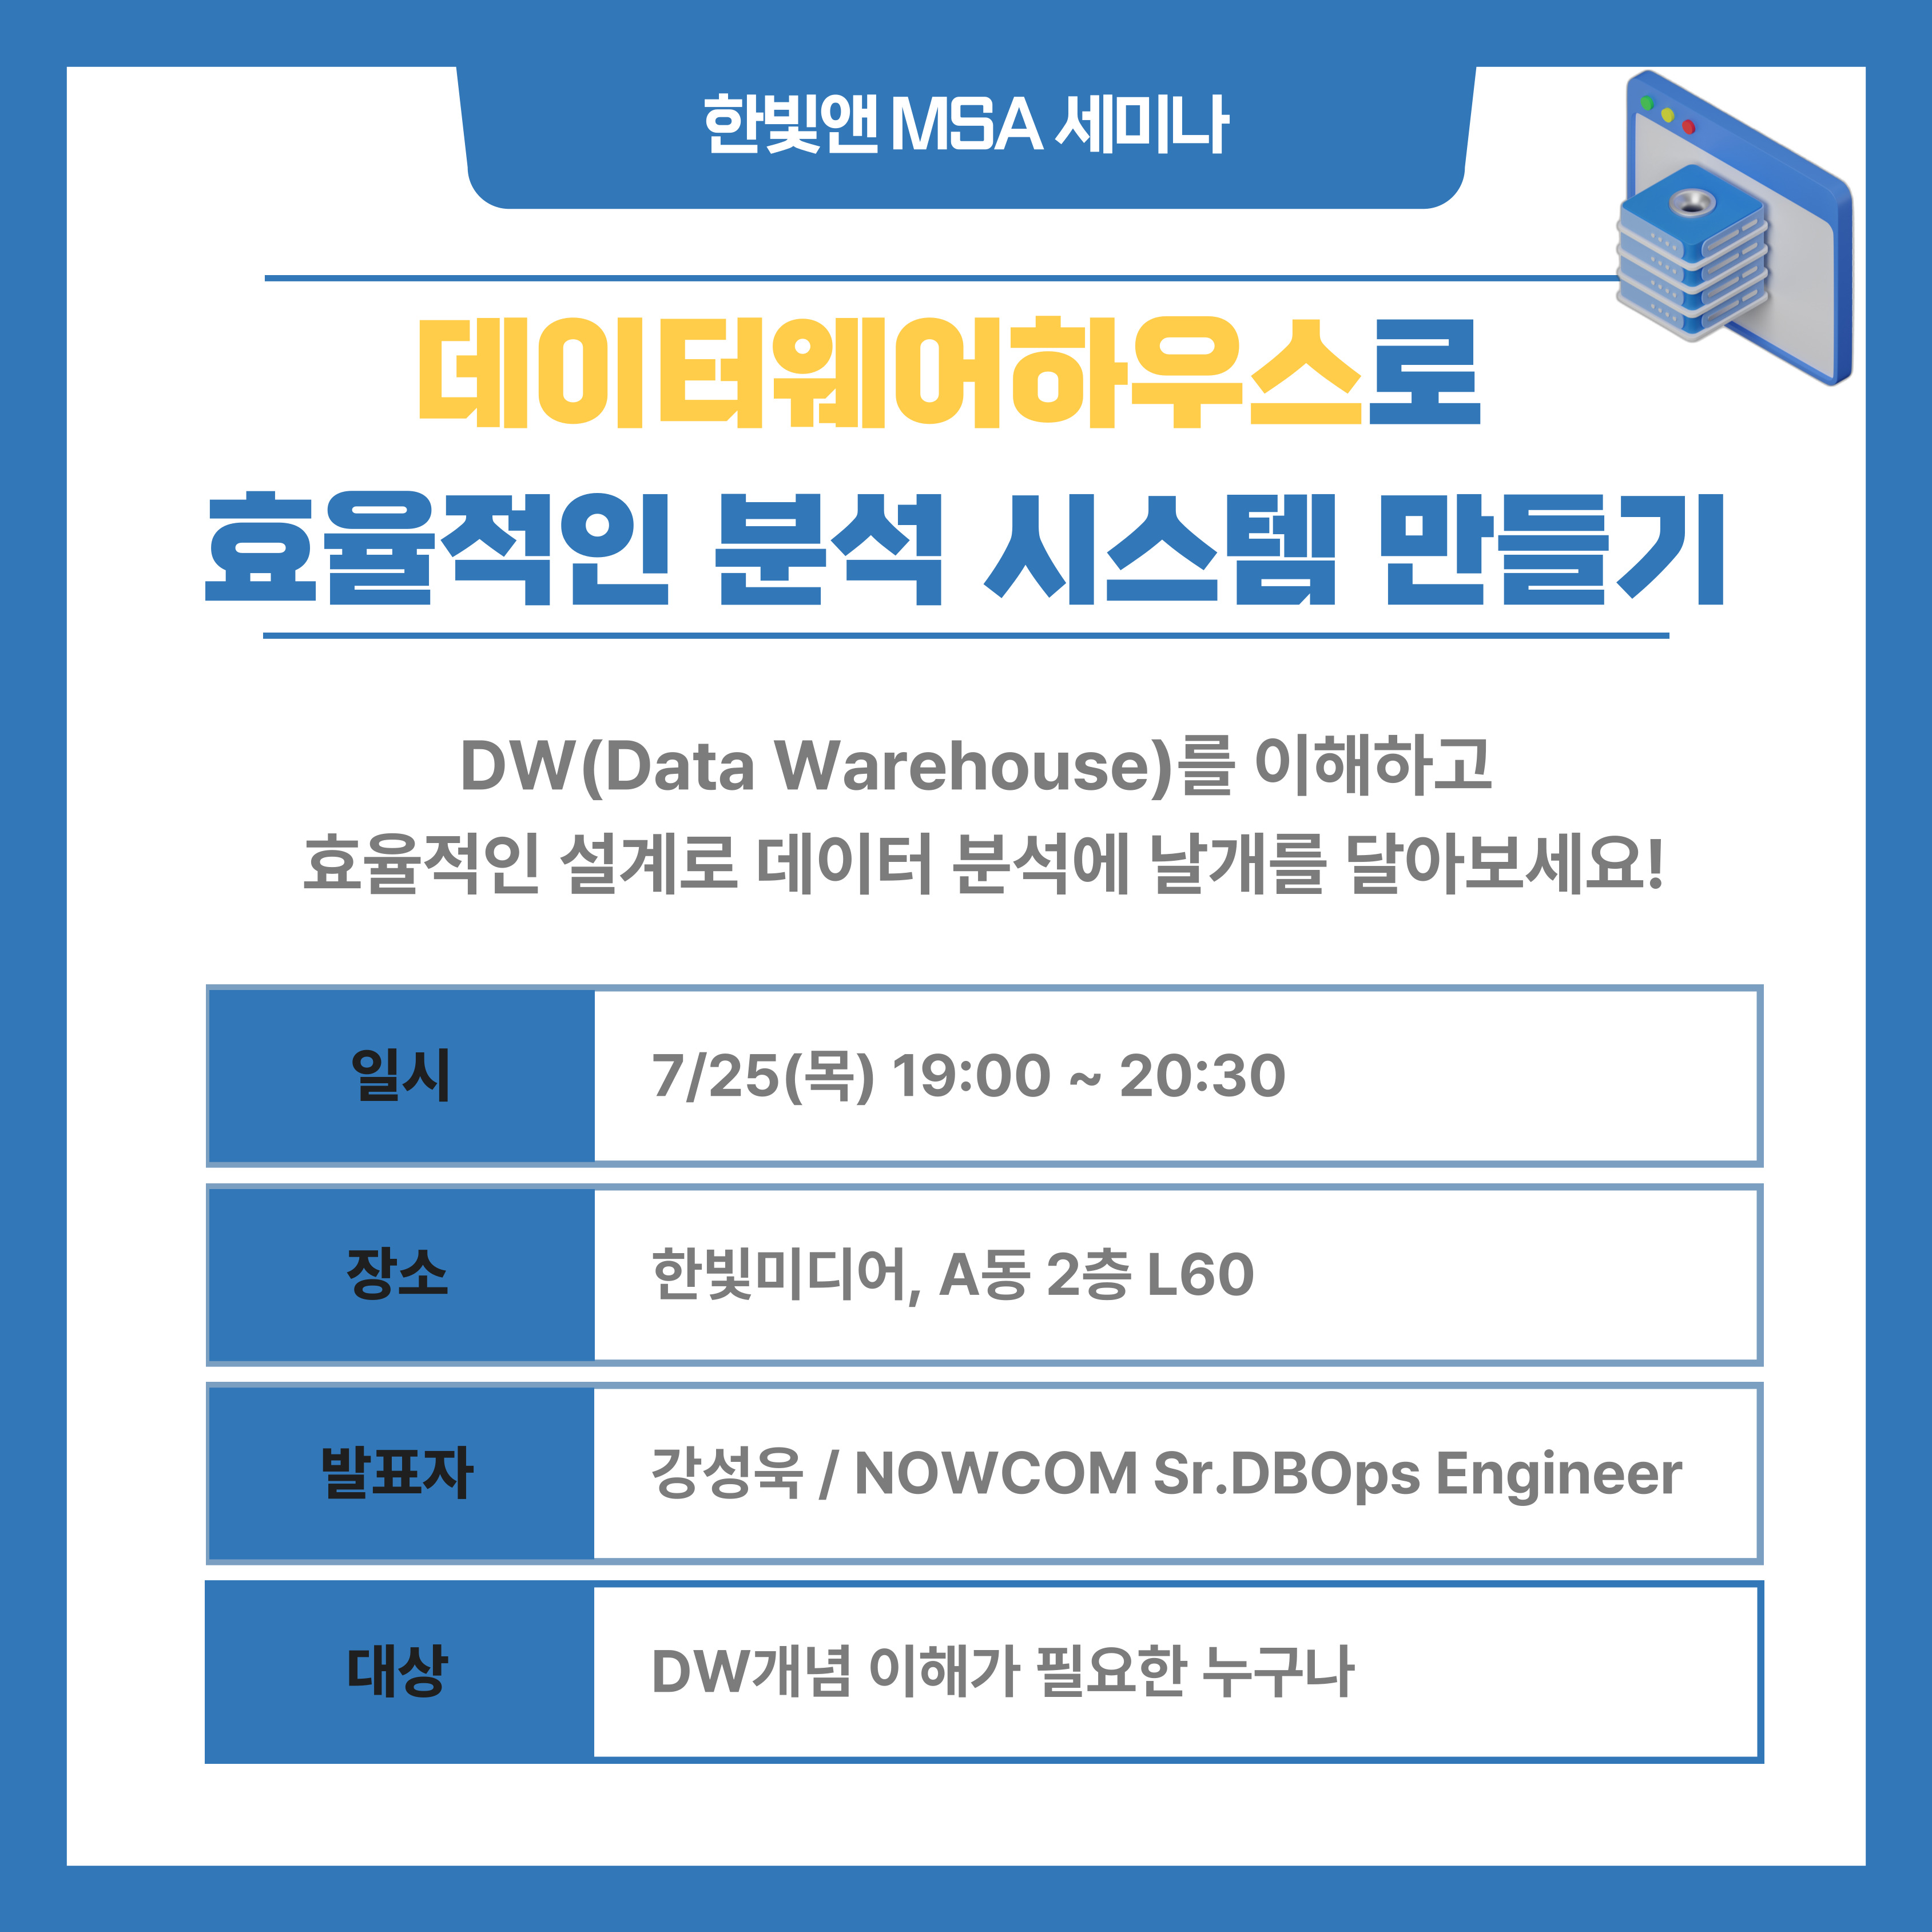 한빛앤 MSA 세미나
데이터웨어하우스로
효율적인 분석 시스템 만들기
DW(Data Warehouse)를 이해하고
효율적인 설계로 데이터 분석에 날개를 달아보세요!
일시
7/25(목) 19:00 ~ 20:30
장소
한빛미디어, A동 2층 L60
발표자
강성욱 / NOWCOM Sr.DBOps Engineer
대상
DW개념 이해가 필요한 누구나